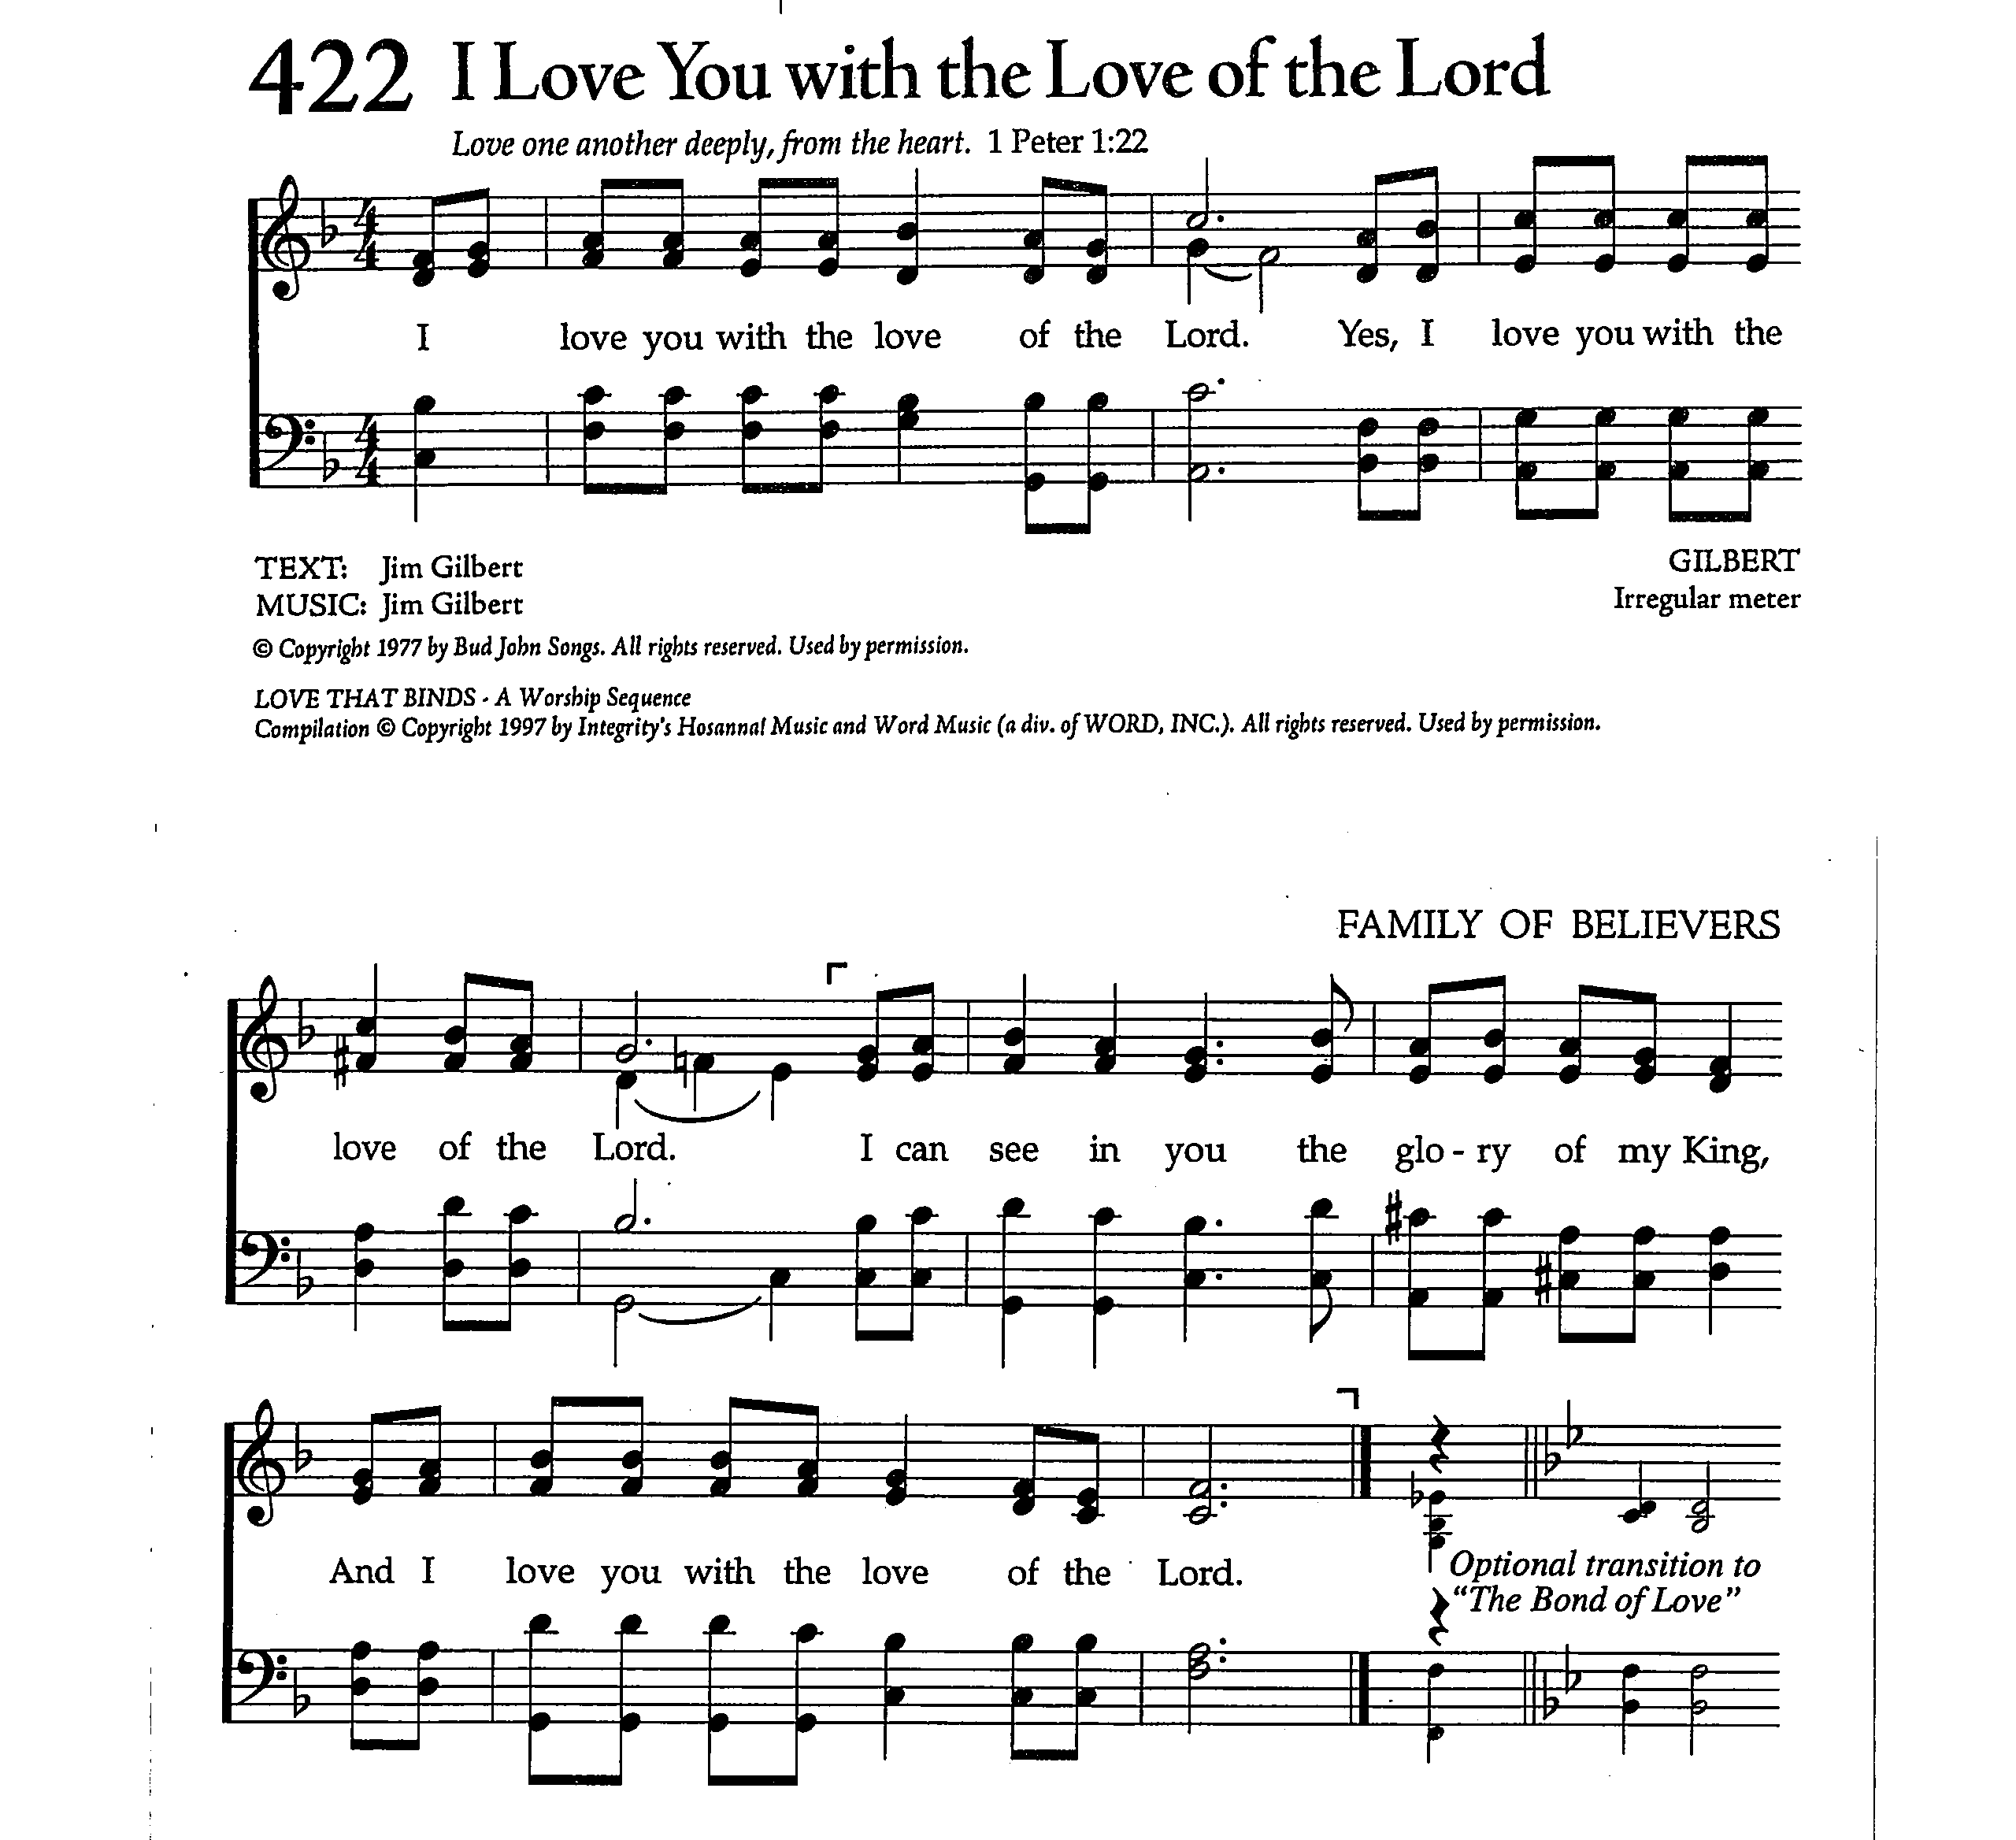 422 I Love You with the Love of the Lord
Love one another deeply, from the heart. 1 Peter 1:22
4
4
I love you with the love of the Lord. Yes, I love you with the
4
4
TEXT: Jim Gilbert
GILBERT
MUSIC: Jim Gilbert
Irregular meter
© Copyright 1977 by Bud John Songs. All rights reserved. Used by permission.
LOVE THAT BINDS - A Worship Sequence
Compilation © Copyright 1997 by Integrity's Hosanna! Music and Word Music (a div. of WORD, INC.). All rights reserved. Used by permission.
FAMILY OF BELIEVERS
love of the Lord. I can see in you the glo - ry of my King,
And I love you with the love of the Lord.
Optional transition to
"The Bond of Love"